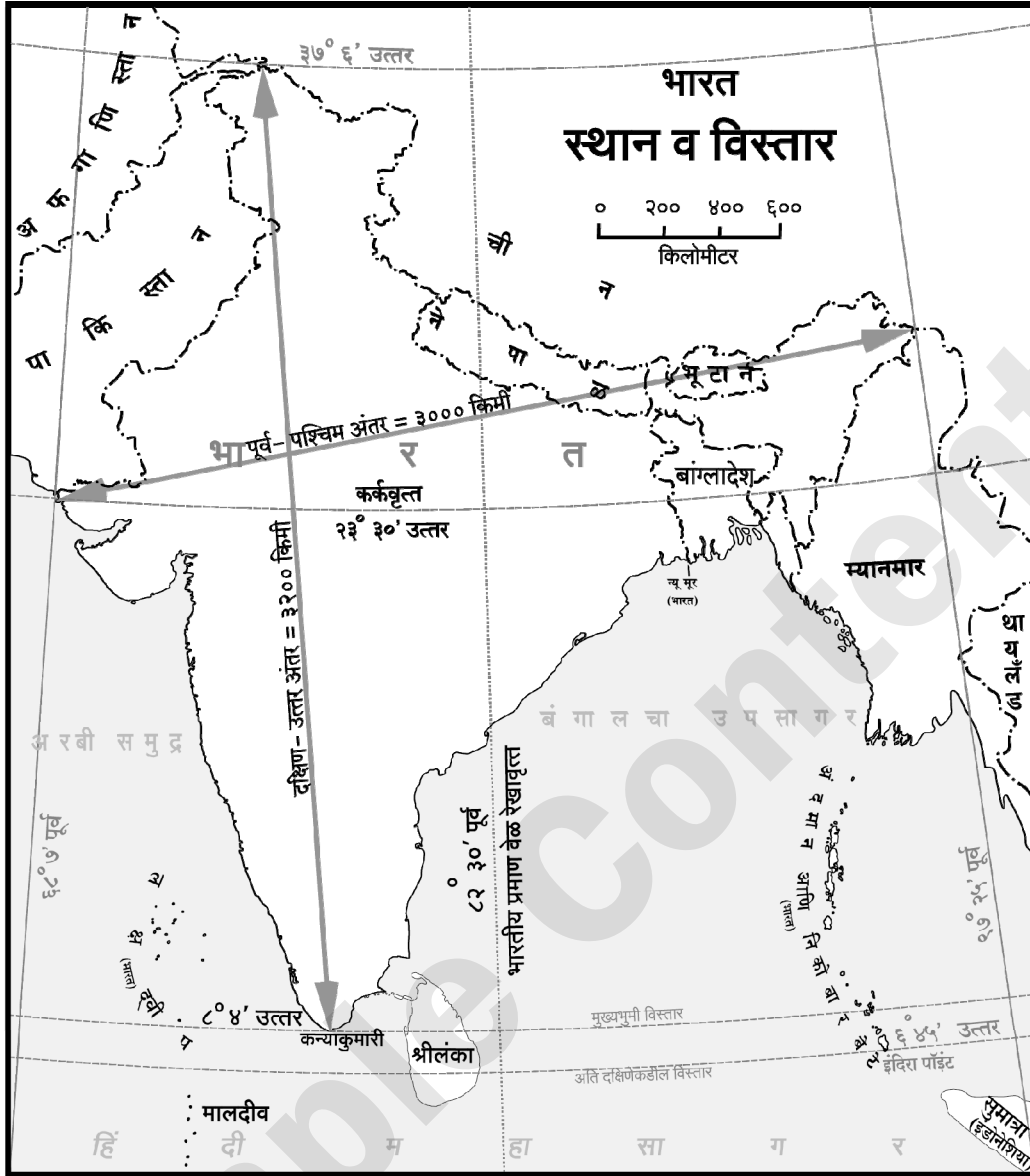 ३७° ६' उत्तर
भारत
स्थान व विस्तार
० २०० ४०० ६००
किलोमीटर
अफगाणिस्तान
पाकिस्तान
चीन
नेपाळ
भूटान
पूर्व– पश्चिम अंतर = ३००० किमी
भारत
बांग्लादेश
कर्कवृत्त
२३° ३०' उत्तर
दक्षिण– उत्तर अंतर = ३२०० किमी
म्यानमार
न्यू मूर
(भारत)
थायलंड
बंगालचा उपसागर
अरबी समुद्र
६८° ७' पूर्व
८२° ३०' पूर्व
भारतीय प्रमाण वेळ रेखावृत्त
९७° २५' पूर्व
अंदमान आणि निकोबार बेटे
(भारत)
लक्षद्वीप
(भारत)
८° ४' उत्तर
कन्याकुमारी
मुख्यभुमी विस्तार
श्रीलंका
६° ४५' उत्तर
इंदिरा पॉइंट
अति दक्षिणेकडील विस्तार
मालदीव
सुमात्रा
(इंडोनेशिया)
हिंदी महासागर
ple Content